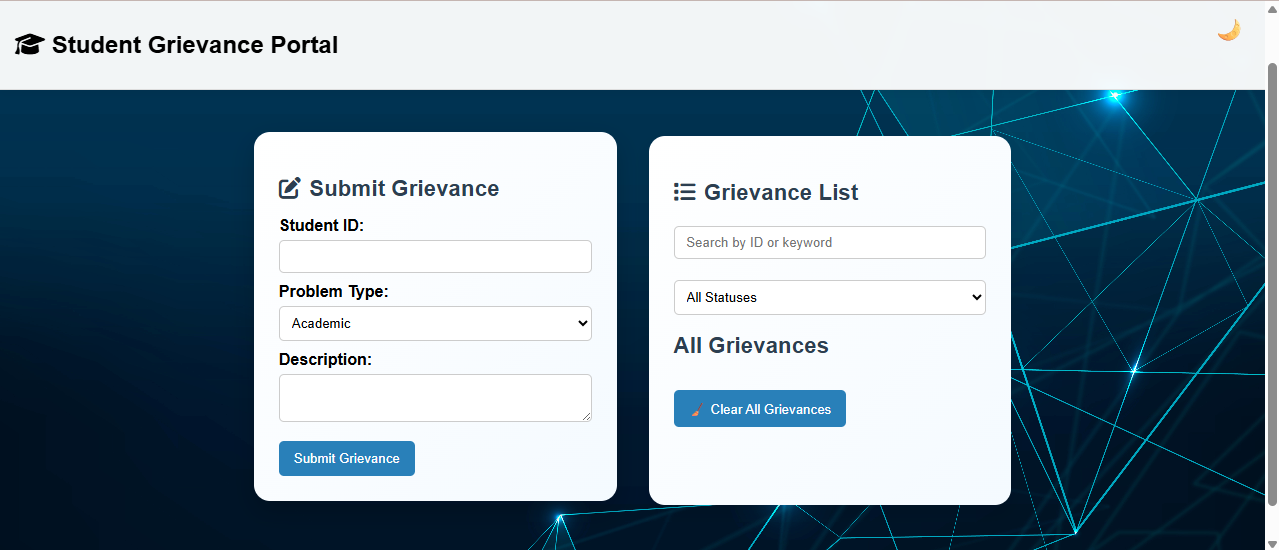 Student Grievance Portal
Submit Grievance
Student ID:
Problem Type:
Academic
Description:
Submit Grievance
Grievance List
Search by ID or keyword
All Statuses
All Grievances
Clear All Grievances